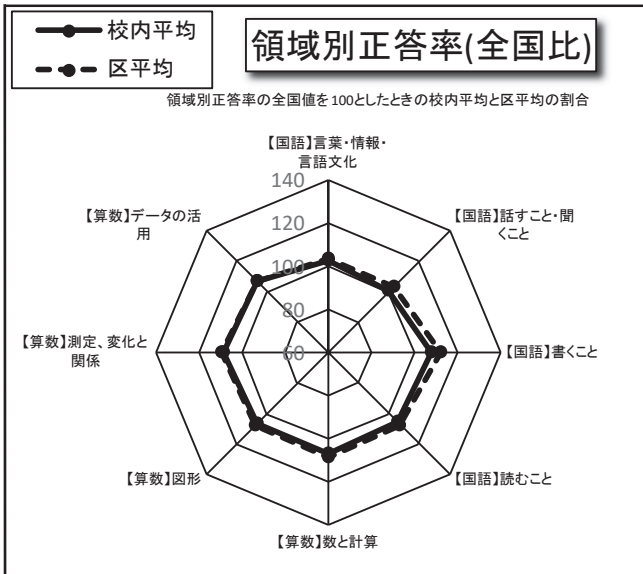 校内平均
区平均
領域別正答率(全国比)
領域別正答率の全国値を100としたときの校内平均と区平均の割合
【国語】言葉・情報・
言語文化
【国語】話すこと・聞
くこと
【国語】書くこと
【国語】読むこと
【算数】数と計算
【算数】図形
【算数】測定、変化と
関係
【算数】データの活
用
140
120
100
80
60